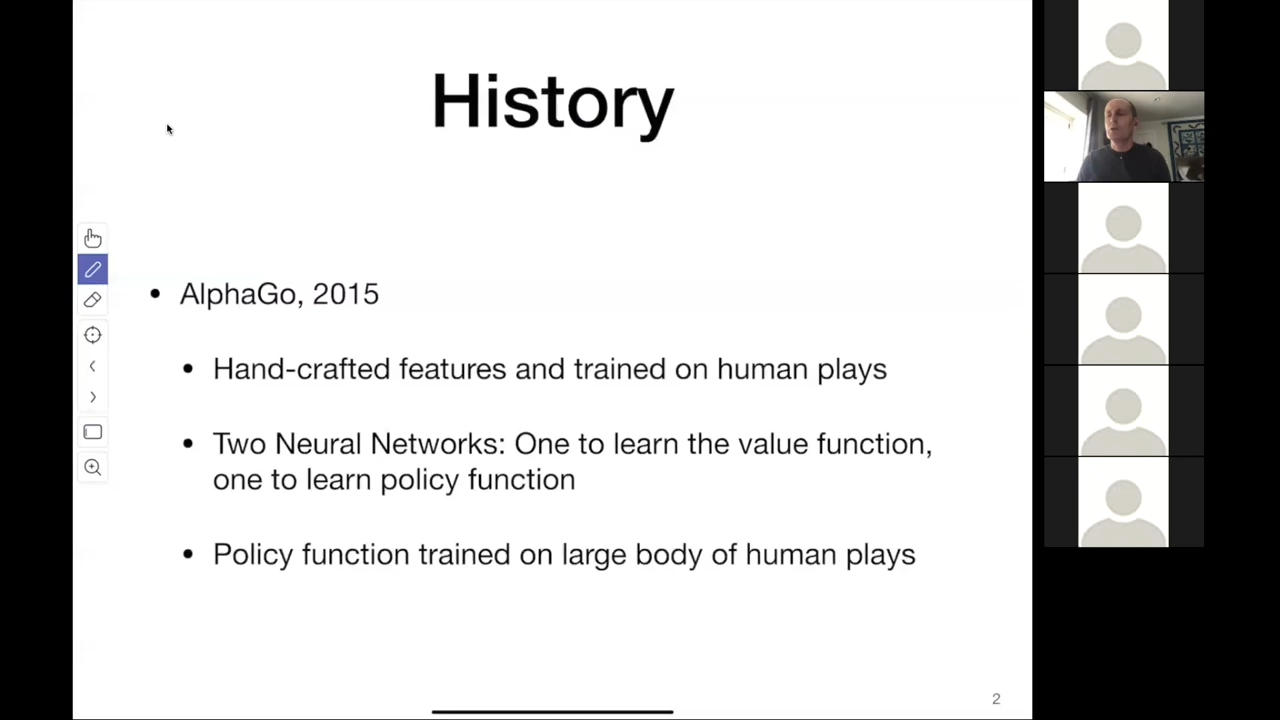 History
• AlphaGo, 2015
• Hand-crafted features and trained on human plays
• Two Neural Networks: One to learn the value function,
one to learn policy function
• Policy function trained on large body of human plays
2